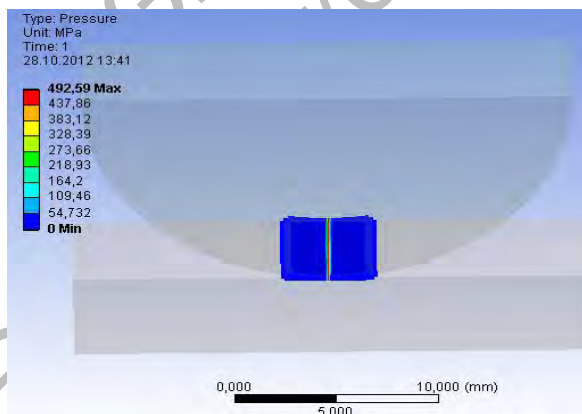 Type: Pressure
Unit: MPa
Time: 1
28.10.2012 13:41
492,59 Max
437,86
383,12
328,39
273,66
218,93
164,2
109,46
54,732
0 Min
0,000 10,000 (mm)
5,000